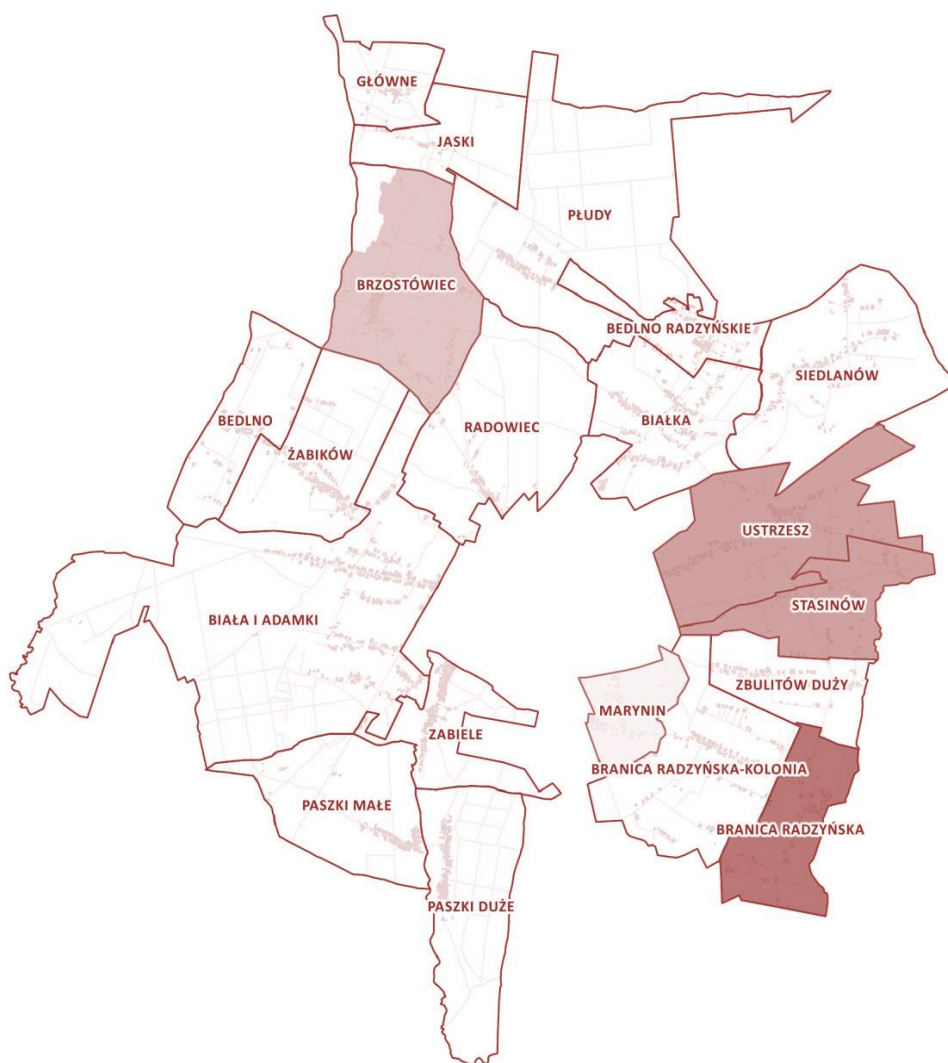 GŁÓWNE
JASKI
PŁUDY
BRZOSTÓWIEC
BEDLNO RADZYŃSKIE
SIEDLANÓW
BEDLNO
RADOWIEC
BIAŁKA
ŻABIKÓW
USTRZESZ
STASINÓW
BIAŁA I ADAMKI
ZBULITÓW DUŻY
MARYNIN
ZABIELE
BRANICA RADZYŃSKA-KOLONIA
PASZKI MAŁE
BRANICA RADZYŃSKA
PASZKI DUŻE